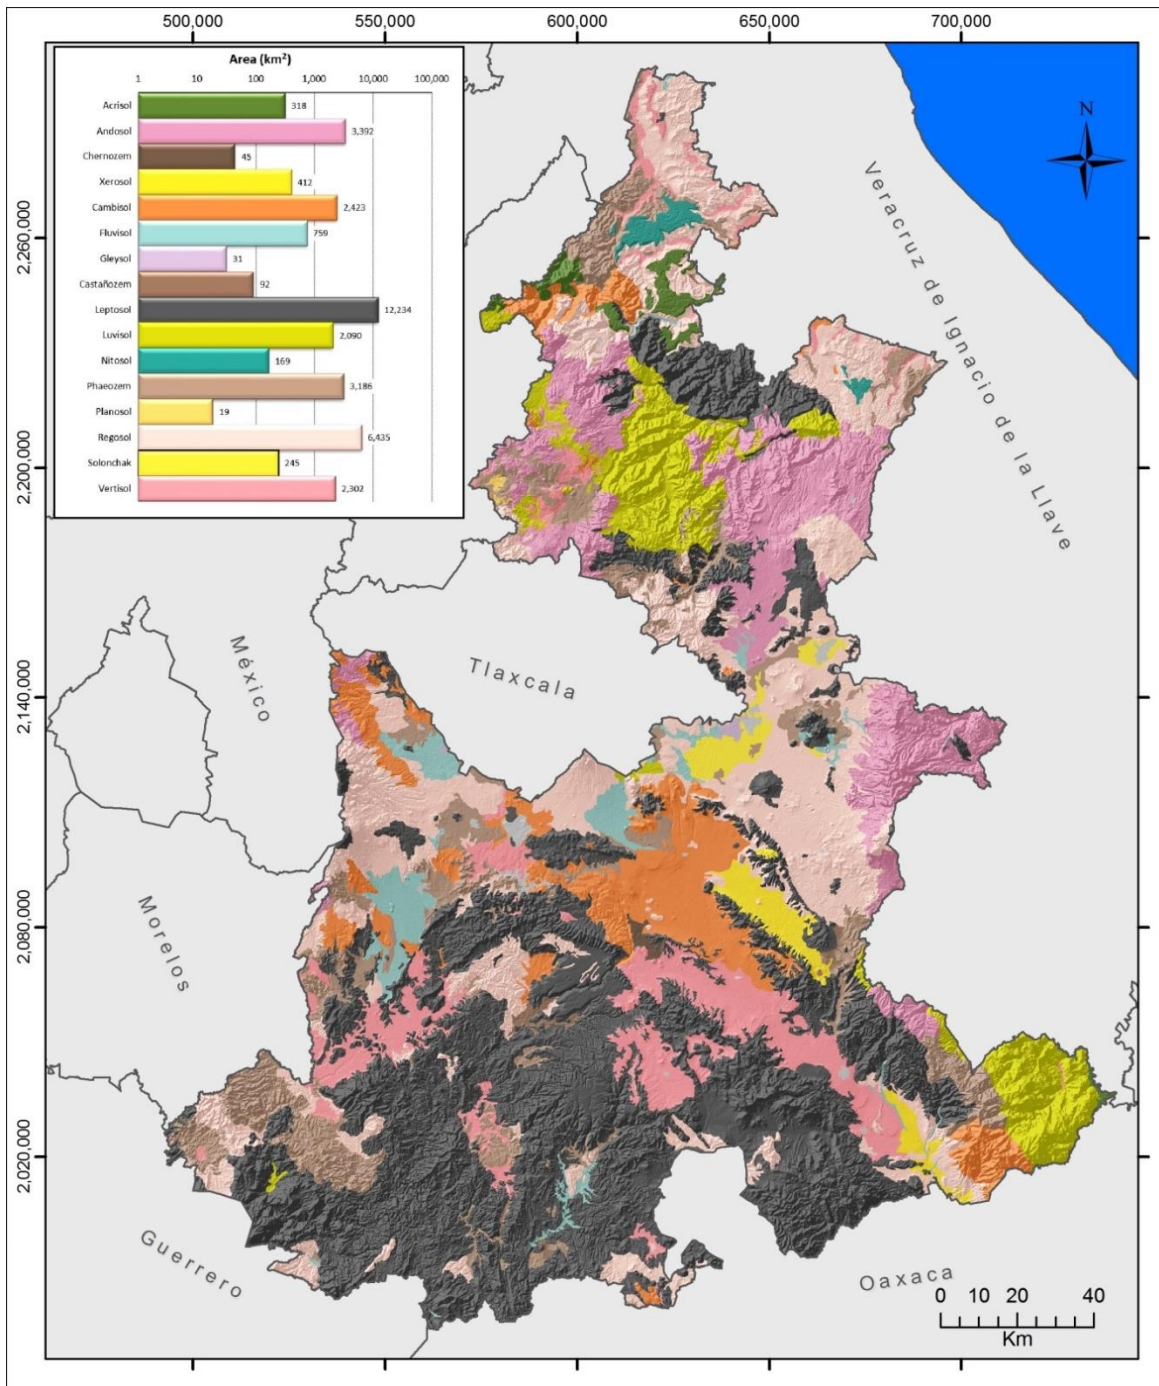 500,000 550,000 600,000 650,000 700,000
Area (km²)
1 10 100 1,000 10,000 100,000
Acrisol 318
Andosol 3,392
Chernozem 45
Xerosol 412
Cambisol 2,423
Fluvisol 759
Gleysol 31
Castañozem 92
Leptosol 12,234
Luvisol 2,090
Nitosol 169
Phaeozem 3,186
Planosol 19
Regosol 6,435
Solonchak 245
Vertisol 2,302
N
Veracruz de Ignacio de la Llave
2,260,000
2,200,000
2,140,000
2,080,000
2,020,000
México
Tlaxcala
Morelos
Guerrero
Oaxaca
0 10 20 40
Km